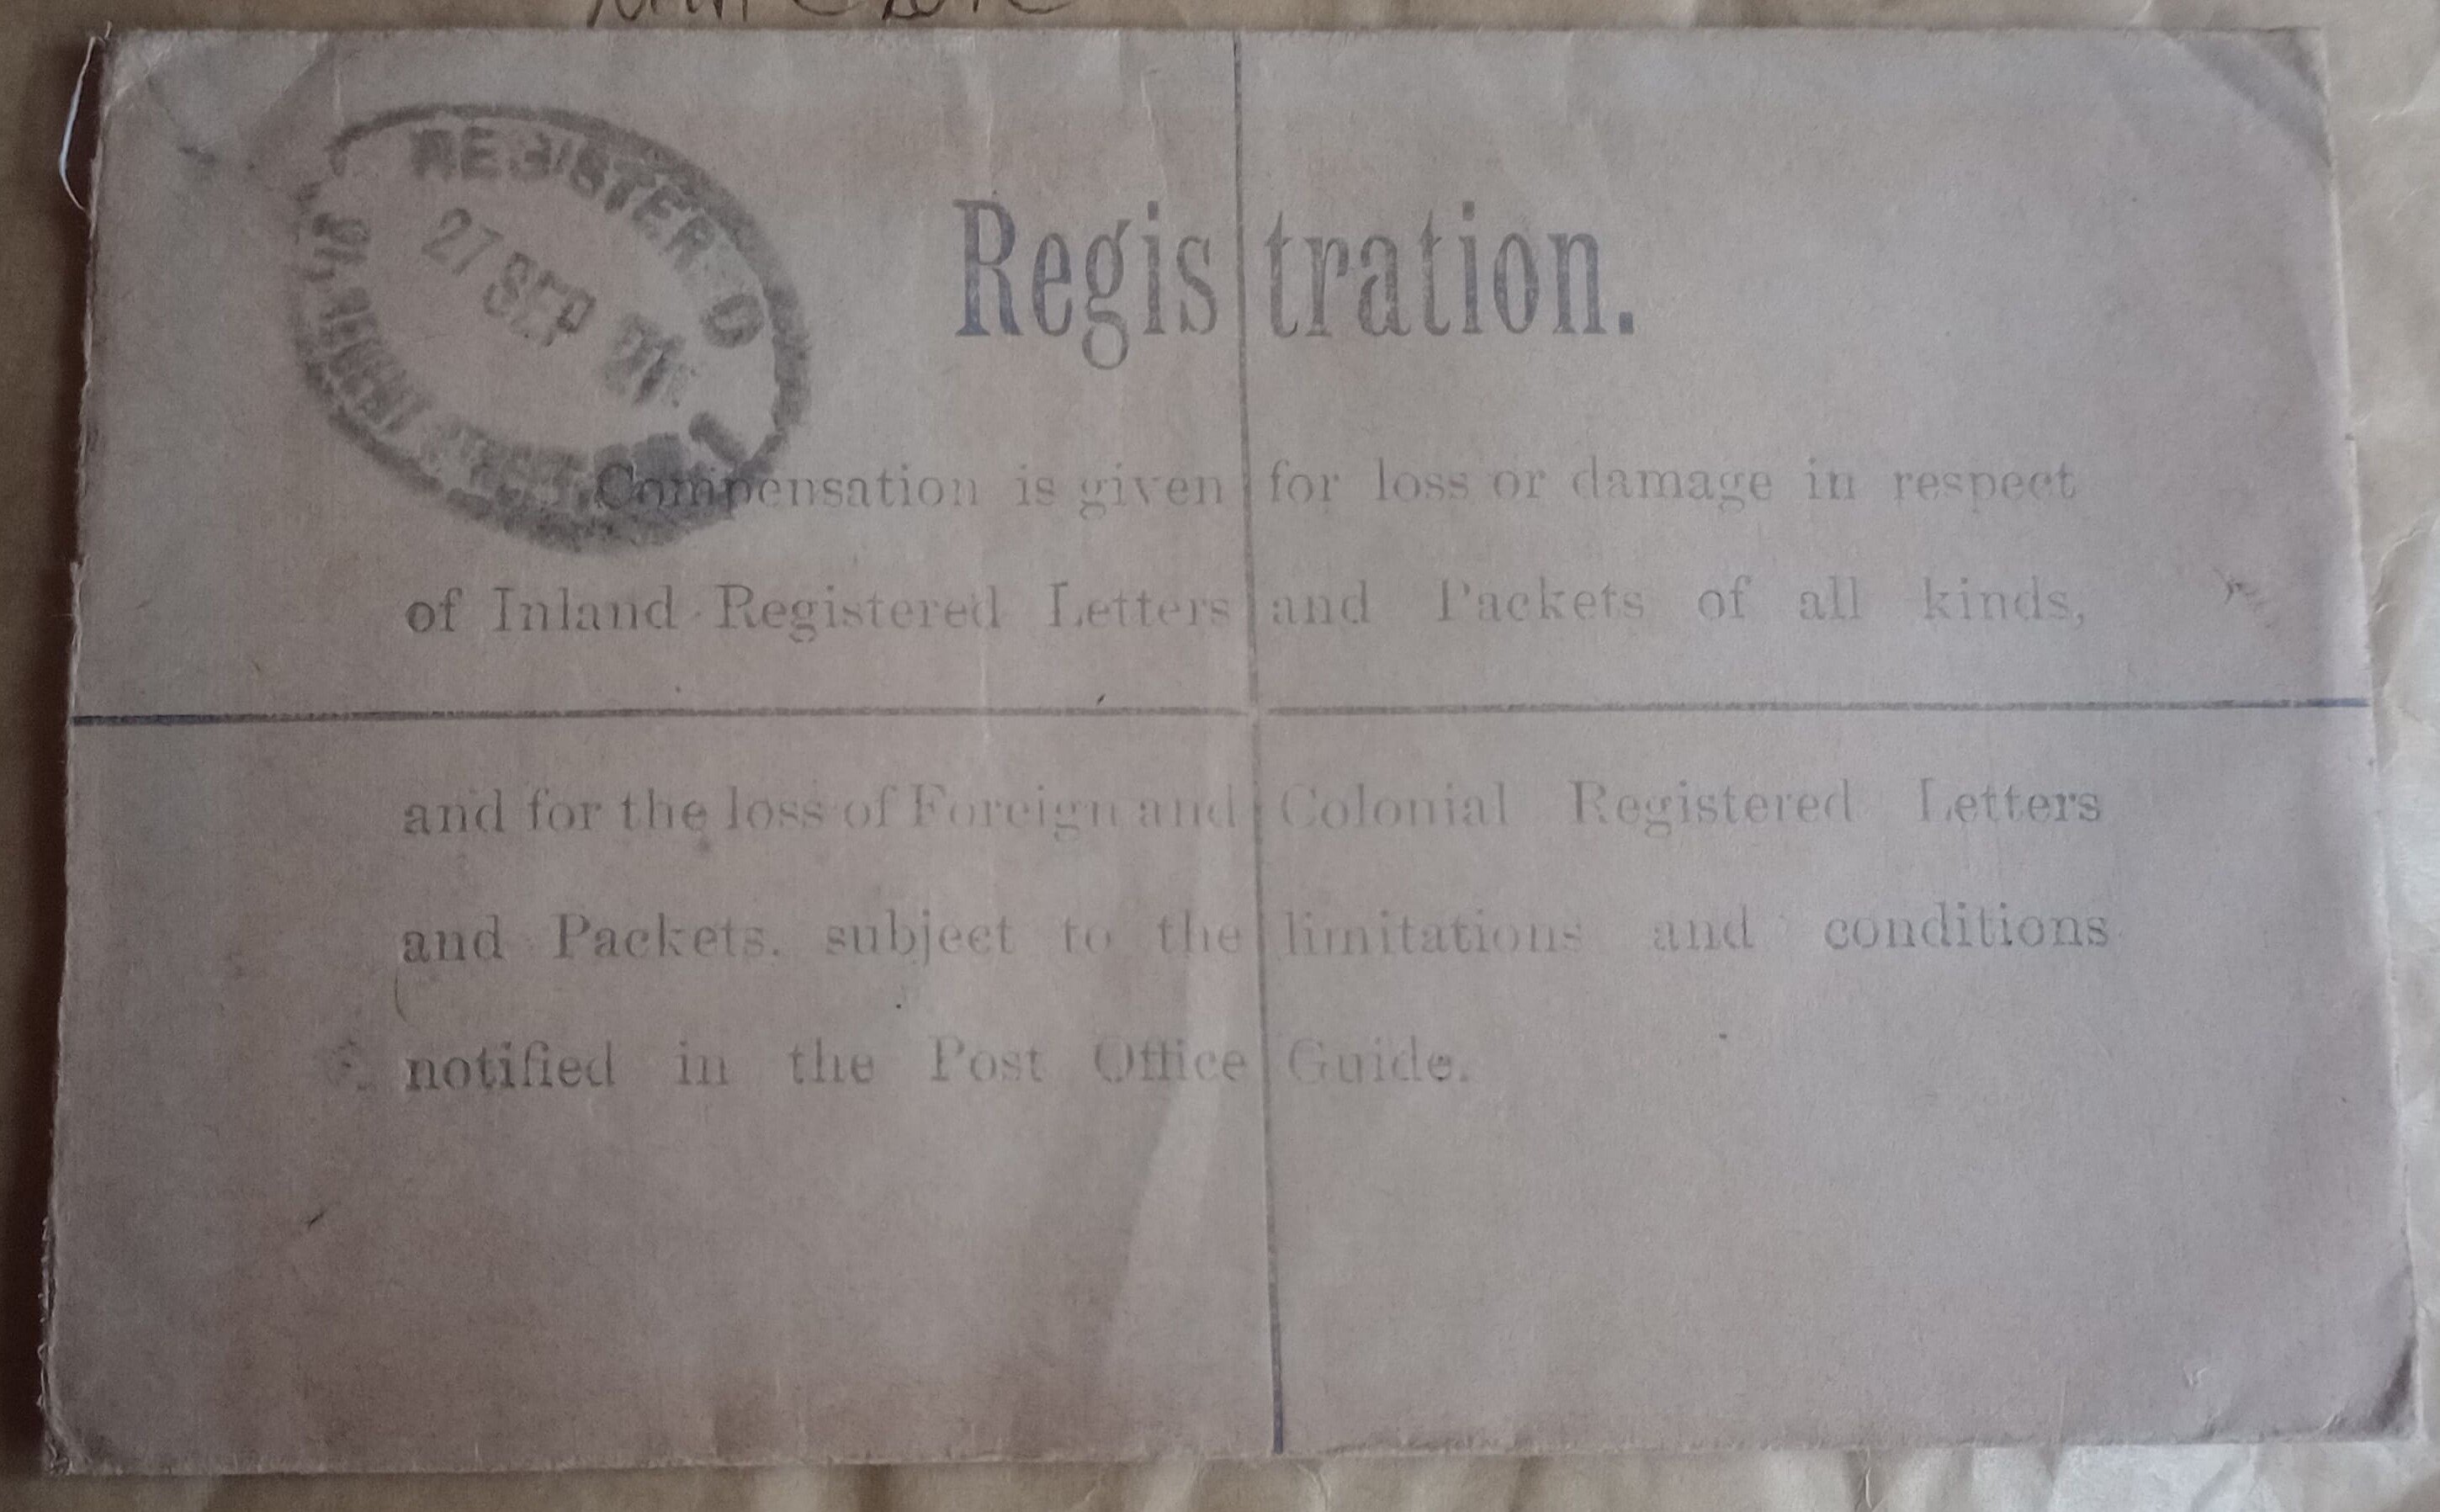 REGISTERED
27 SEP
Registration.
Compensation is given for loss or damage in respect
of Inland Registered Letters and Packets of all kinds,
and for the loss of Foreign and Colonial Registered Letters
and Packets, subject to the limitations and conditions
notified in the Post Office Guide.